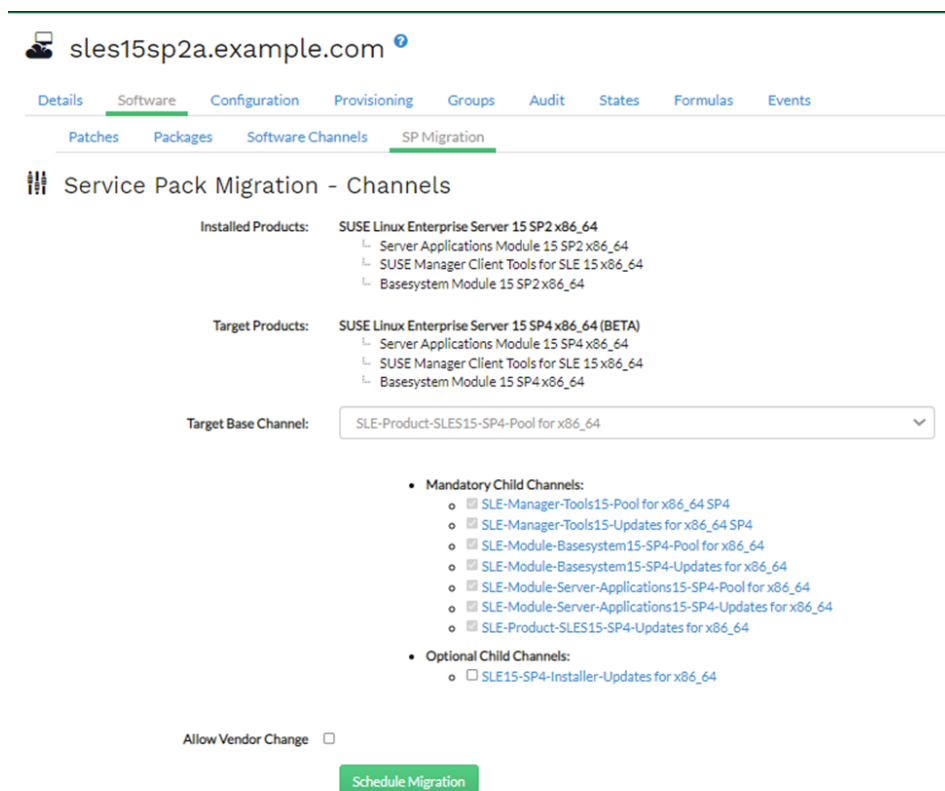 sles15sp2a.example.com ?
Details Software Configuration Provisioning Groups Audit States Formulas Events
Patches Packages Software Channels SP Migration
Service Pack Migration - Channels
Installed Products: SUSE Linux Enterprise Server 15 SP2 x86_64
Server Applications Module 15 SP2 x86_64
SUSE Manager Client Tools for SLE 15 x86_64
Basesystem Module 15 SP2 x86_64
Target Products: SUSE Linux Enterprise Server 15 SP4 x86_64 (BETA)
Server Applications Module 15 SP4 x86_64
SUSE Manager Client Tools for SLE 15 x86_64
Basesystem Module 15 SP4 x86_64
Target Base Channel: SLE-Product-SLES15-SP4-Pool for x86_64
Mandatory Child Channels:
SLE-Manager-Tools15-Pool for x86_64 SP4
SLE-Manager-Tools15-Updates for x86_64 SP4
SLE-Module-Basesystem15-SP4-Pool for x86_64
SLE-Module-Basesystem15-SP4-Updates for x86_64
SLE-Module-Server-Applications15-SP4-Pool for x86_64
SLE-Module-Server-Applications15-SP4-Updates for x86_64
SLE-Product-SLES15-SP4-Updates for x86_64
Optional Child Channels:
SLE15-SP4-Installer-Updates for x86_64
Allow Vendor Change
Schedule Migration